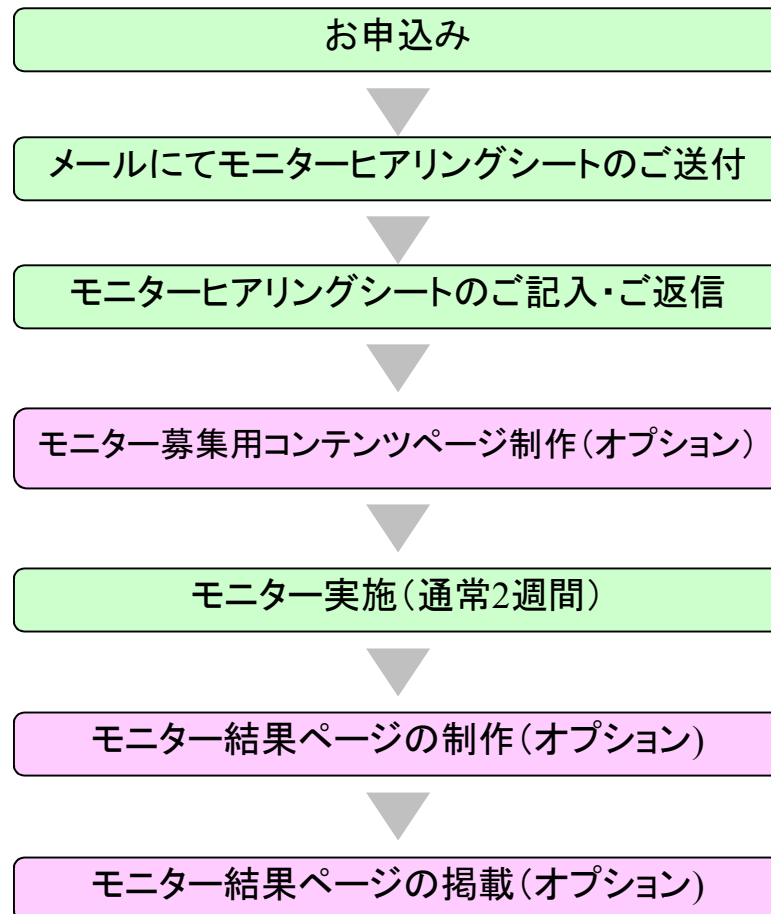 お申込み
メールにてモニターヒアリングシートのご送付
モニターヒアリングシートのご記入・ご返信
モニター募集用コンテンツページ制作（オプション）
モニター実施（通常2週間）
モニター結果ページの制作（オプション)
モニター結果ページの掲載（オプション)